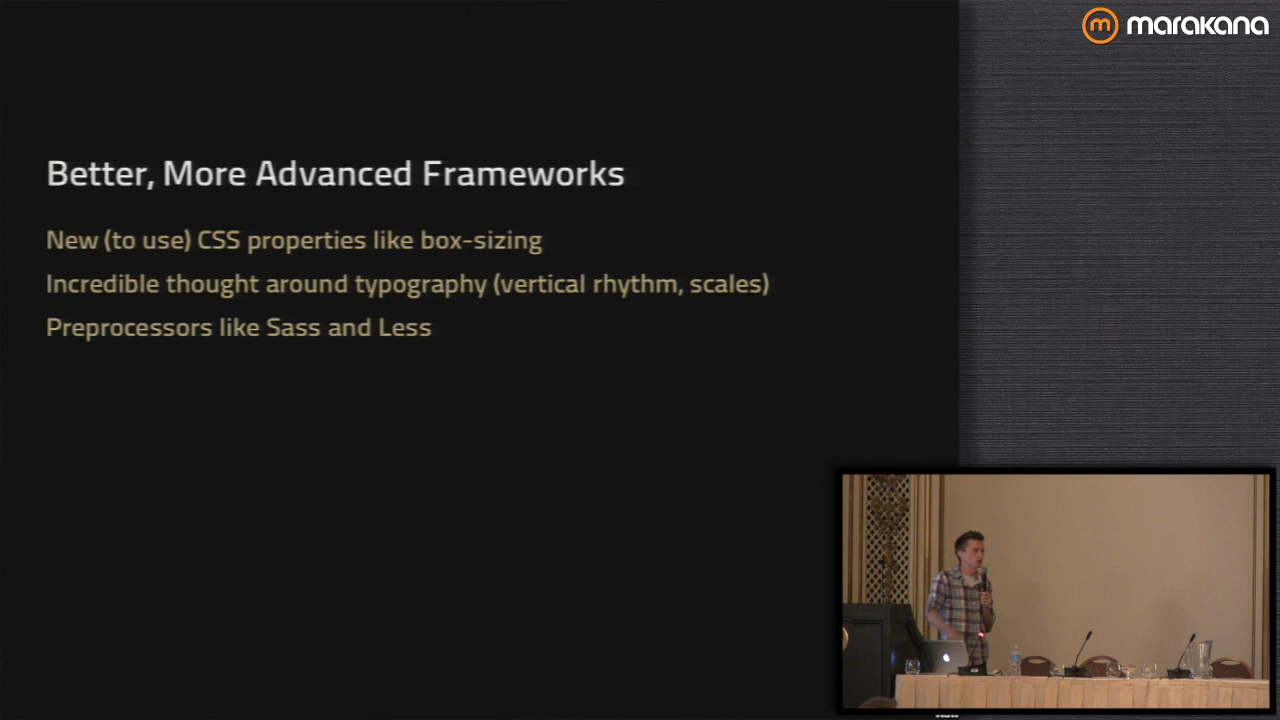 marakana
Better, More Advanced Frameworks
New (to use) CSS properties like box-sizing
Incredible thought around typography (vertical rhythm, scales)
Preprocessors like Sass and Less